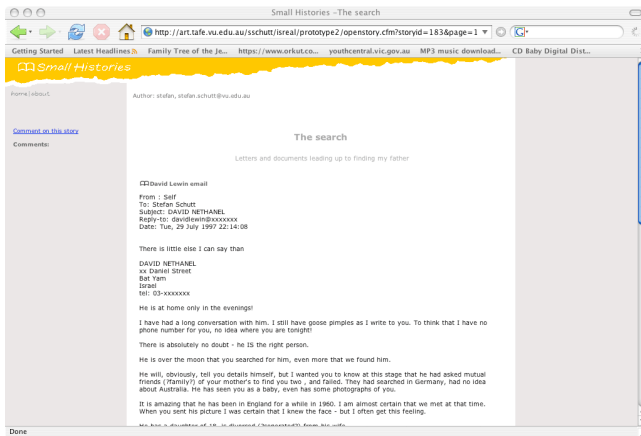 Small Histories -The search
http://art.tafe.vu.edu.au/sschutt/isreal/prototype2/openstory.cfm?storyid=183&page=1
Getting Started Latest Headlines Family Tree of the Je... https://www.orkut.co... youthcentral.vic.gov.au MP3 music download... CD Baby Digital Dist...
Small Histories
home|about
Author: stefan, stefan.schutt@vu.edu.au
Comment on this story
Comments:
The search
Letters and documents leading up to finding my father
David Lewin email
From : Self
To: Stefan Schutt
Subject: DAVID NETHANEL
Reply-to: davidlewin@xxxxxxx
Date: Tue, 29 July 1997 22:14:08
There is little else I can say than
DAVID NETHANEL
xx Daniel Street
Bat Yam
Israel
tel: 03-xxxxxxx
He is at home only in the evenings!
I have had a long conversation with him. I still have goose pimples as I write to you. To think that I have no
phone number for you, no idea where you are tonight!
There is absolutely no doubt - he IS the right person.
He is over the moon that you searched for him, even more that we found him.
He will, obviously, tell you details himself, but I wanted you to know at this stage that he had asked mutual
friends (?family?) of your mother's to find you two , and failed. They had searched in Germany, had no idea
about Australia. He has seen you as a baby, even has some photographs of you.
It is amazing that he has been in England for a while in 1960. I am almost certain that we met at that time.
When you sent his picture I was certain that I knew the face - but I often get this feeling.
He has a daughter of 18, is divorced (?separated?) from his wife
Done